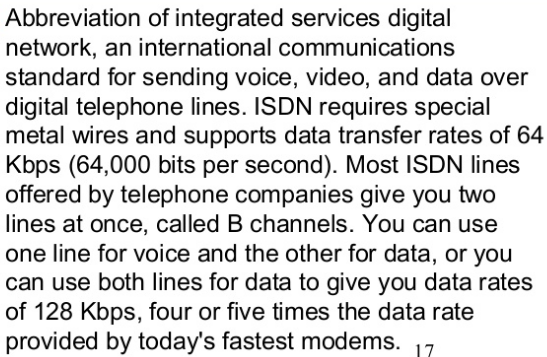 Abbreviation of integrated services digital
network, an international communications
standard for sending voice, video, and data over
digital telephone lines. ISDN requires special
metal wires and supports data transfer rates of 64
Kbps (64,000 bits per second). Most ISDN lines
offered by telephone companies give you two
lines at once, called B channels. You can use
one line for voice and the other for data, or you
can use both lines for data to give you data rates
of 128 Kbps, four or five times the data rate
provided by today's fastest modems. 17